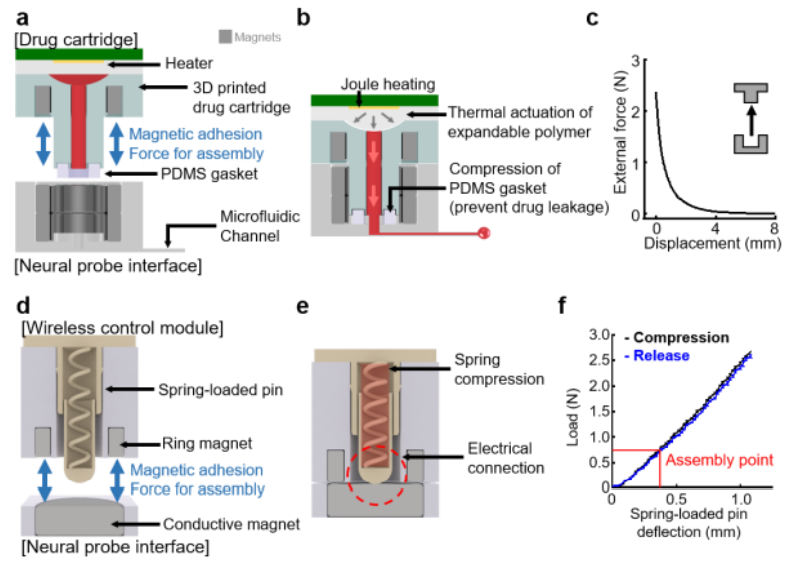 a
[Drug cartridge]
Magnets
Heater
3D printed
drug cartridge
Magnetic adhesion
Force for assembly
PDMS gasket
Microfluidic
Channel
[Neural probe interface]
b
Joule heating
Thermal actuation of
expandable polymer
Compression of
PDMS gasket
(prevent drug leakage)
c
External force (N)
3
2
1
0
0 4 8
Displacement (mm)
d
[Wireless control module]
Spring-loaded pin
Ring magnet
Magnetic adhesion
Force for assembly
Conductive magnet
[Neural probe interface]
e
Spring
compression
Electrical
connection
f
Load (N)
3.0
2.5
2.0
1.5
1.0
0.5
0
- Compression
- Release
Assembly point
0 0.5 1.0
Spring-loaded pin
deflection (mm)